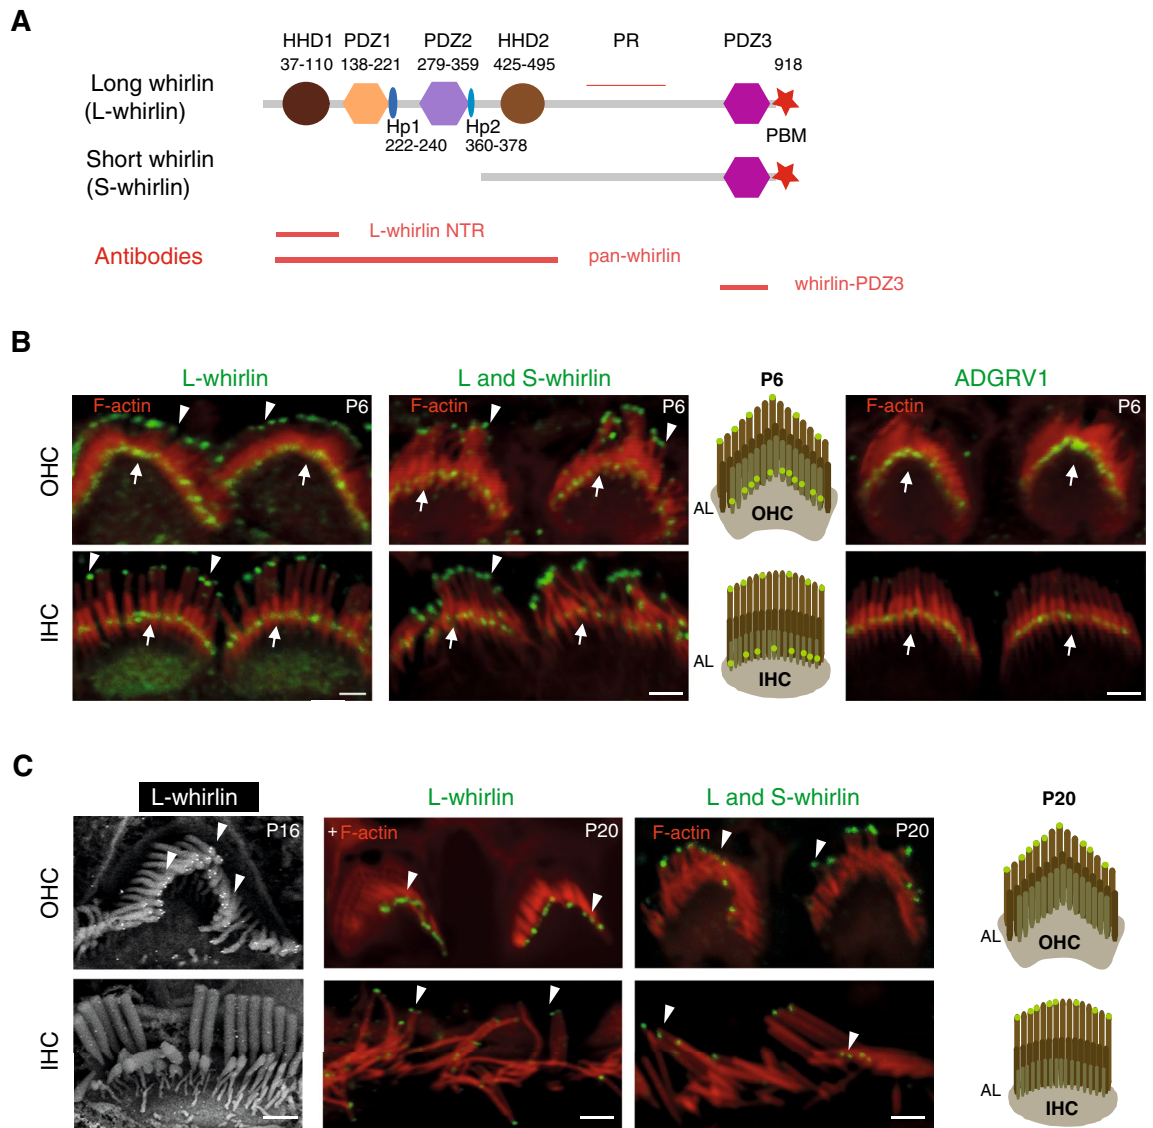 A
HHD1 PDZ1 PDZ2 HHD2 PR PDZ3
37-110 138-221 279-359 425-495 918
Long whirlin
(L-whirlin)
Hp1 Hp2 PBM
222-240 360-378
Short whirlin
(S-whirlin)
L-whirlin NTR
Antibodies pan-whirlin
whirlin-PDZ3
B
L-whirlin L and S-whirlin P6 ADGRV1
OHC F-actin P6 F-actin P6 AL OHC F-actin P6
IHC AL IHC
C
L-whirlin L-whirlin L and S-whirlin P20
OHC P16 +F-actin P20 F-actin P20 AL OHC
IHC AL IHC